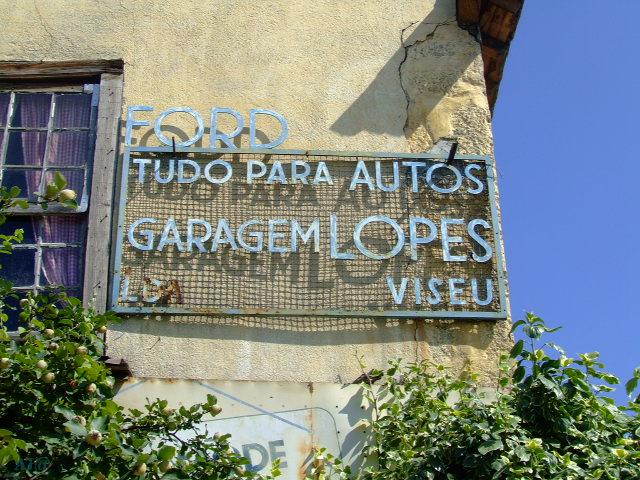 FORD
TUDO PARA AUTOS
GARAGEM LOPES
LDA VISEU